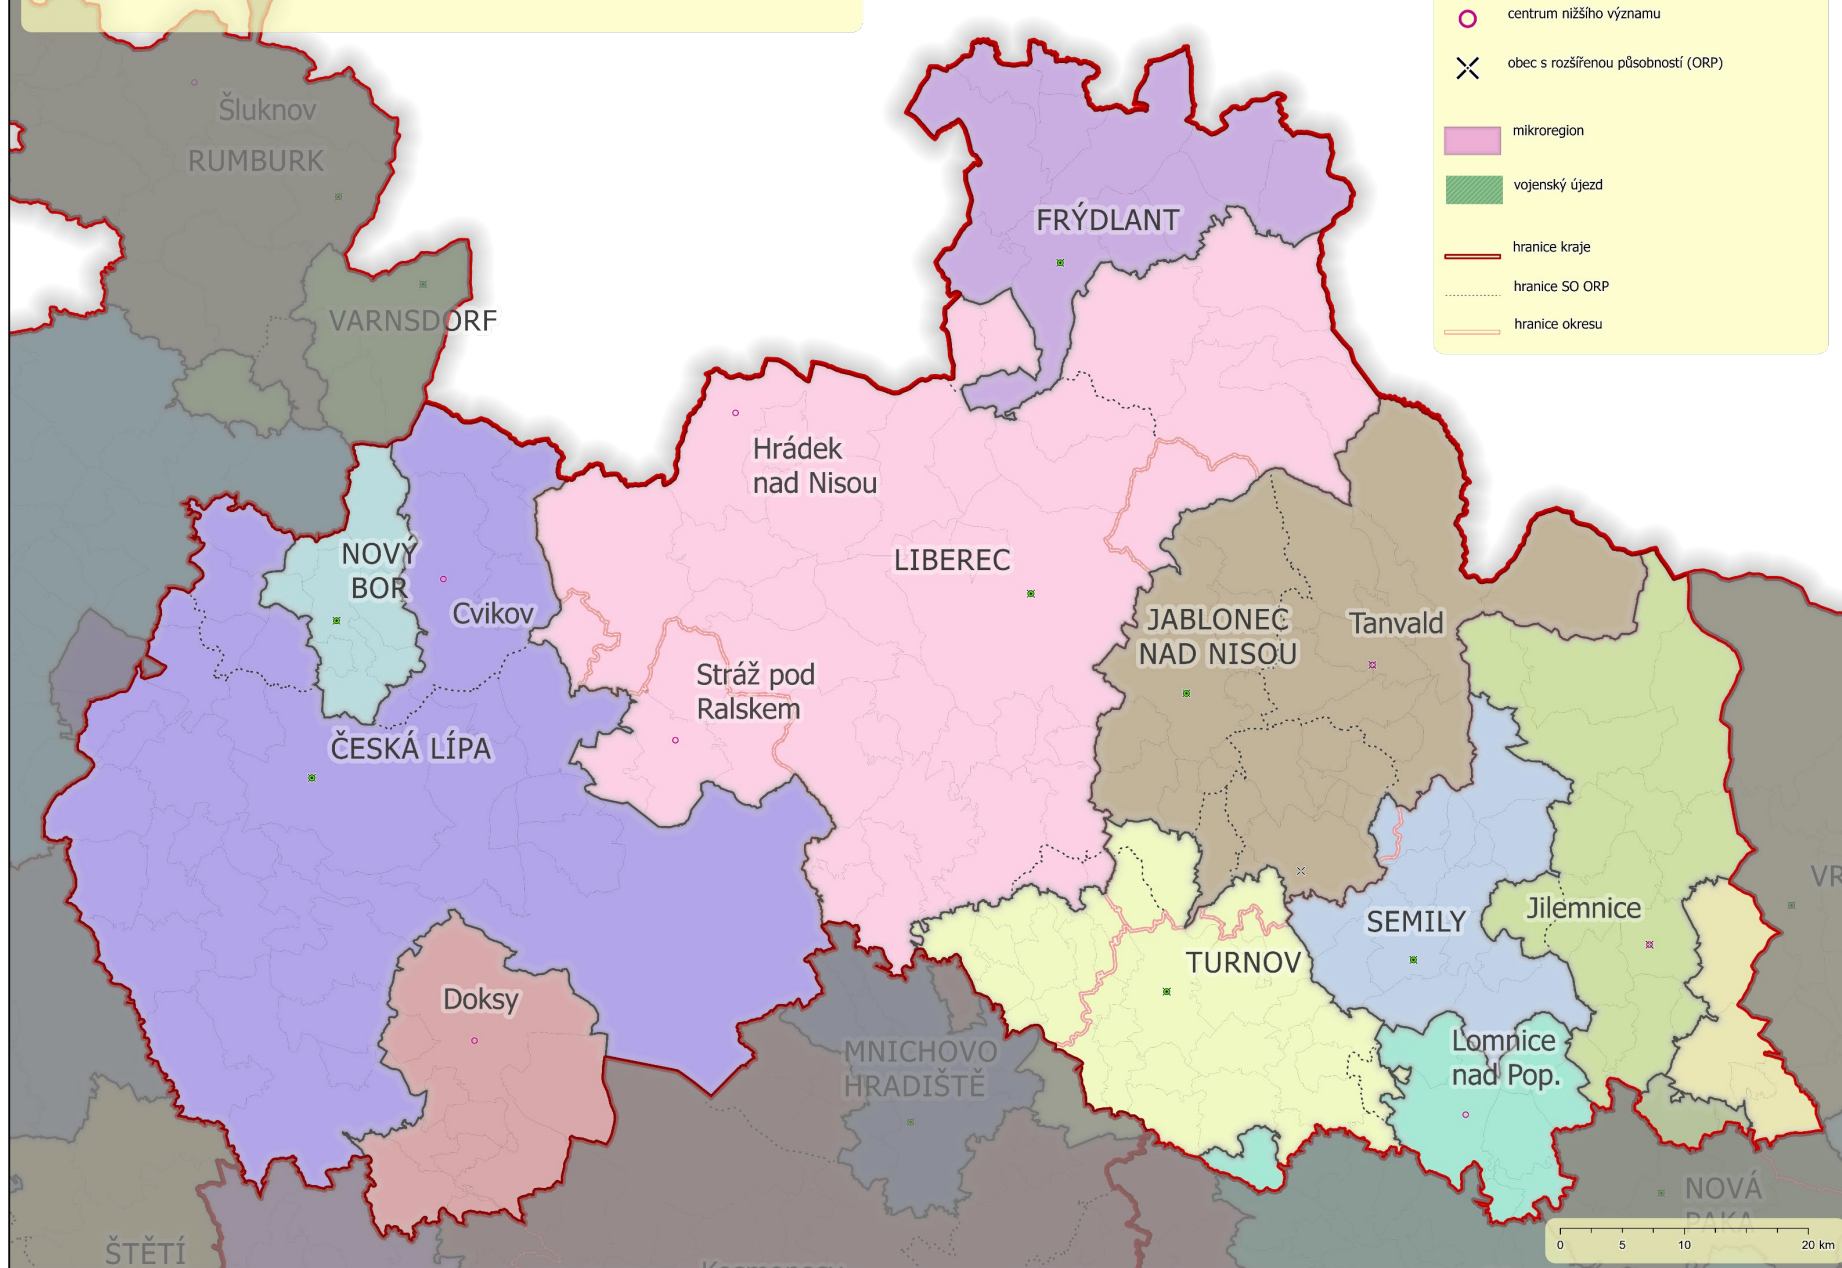 centrum nižšího významu
obec s rozšířenou působností (ORP)
mikroregion
vojenský újezd
hranice kraje
hranice SO ORP
hranice okresu
Šluknov
RUMBURK
VARNSDORF
FRÝDLANT
Hrádek
nad Nisou
LIBEREC
NOVÝ
BOR
Cvikov
JABLONEC
NAD NISOU
Tanvald
Stráž pod
Ralskem
ČESKÁ LÍPA
SEMILY
Jilemnice
VR
TURNOV
Doksy
Lomnice
nad Pop.
MNICHOVO
HRADIŠTĚ
NOVÁ
PAKA
ŠTĚTÍ
0 5 10 20 km